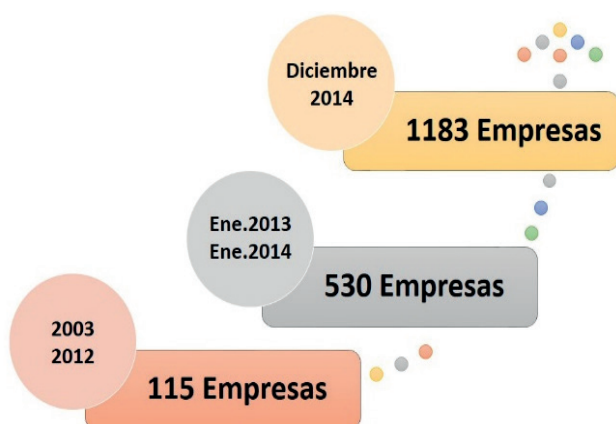 Diciembre
2014
1183 Empresas
Ene.2013
Ene.2014
530 Empresas
2003
2012
115 Empresas